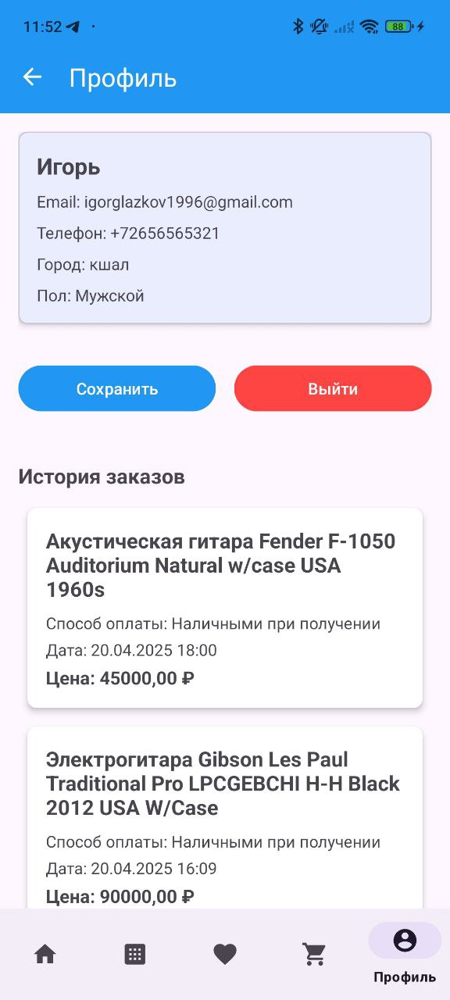 11:52
88
Профиль
Игорь
Email: igorglazkov1996@gmail.com
Телефон: +72656565321
Город: кшал
Пол: Мужской
Сохранить
Выйти
История заказов
Акустическая гитара Fender F-1050
Auditorium Natural w/case USA
1960s
Способ оплаты: Наличными при получении
Дата: 20.04.2025 18:00
Цена: 45000,00 ₽
Электрогитара Gibson Les Paul
Traditional Pro LPCGEBCHI H-H Black
2012 USA W/Case
Способ оплаты: Наличными при получении
Дата: 20.04.2025 16:09
Цена: 90000,00 ₽
Профиль